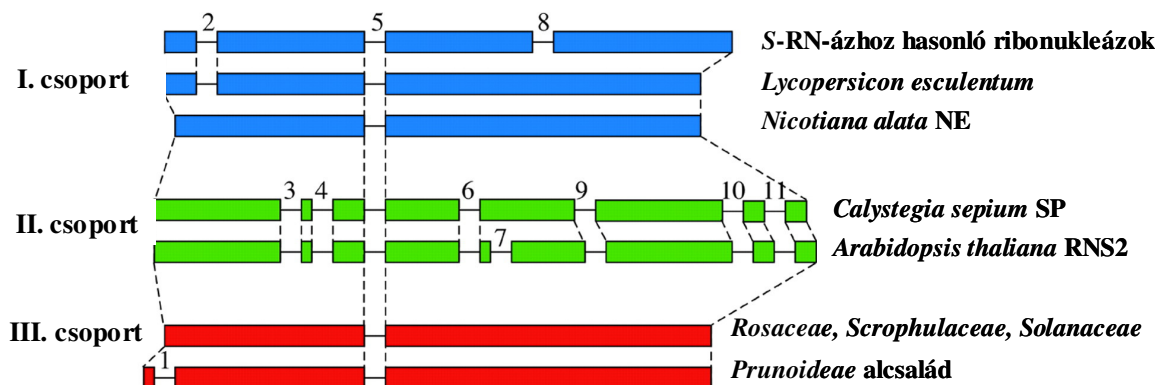 2 5 8
S-RN-ázhoz hasonló ribonukleázok
I. csoport
Lycopersicon esculentum
Nicotiana alata NE
3 4 6 9 10 11
II. csoport
Calystegia sepium SP
7
Arabidopsis thaliana RNS2
III. csoport
Rosaceae, Scrophulaceae, Solanaceae
1
Prunoideae alcsalád